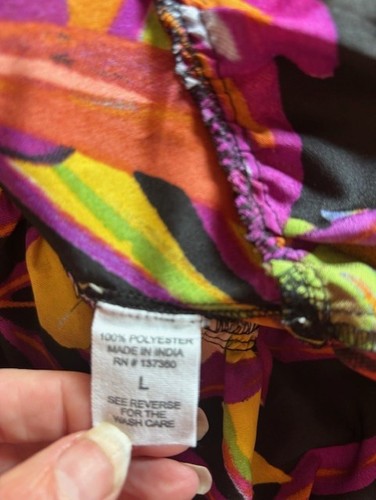 100% POLYESTER
MADE IN INDIA
RN # 137360
L
SEE REVERSE
FOR THE
WASH CARE